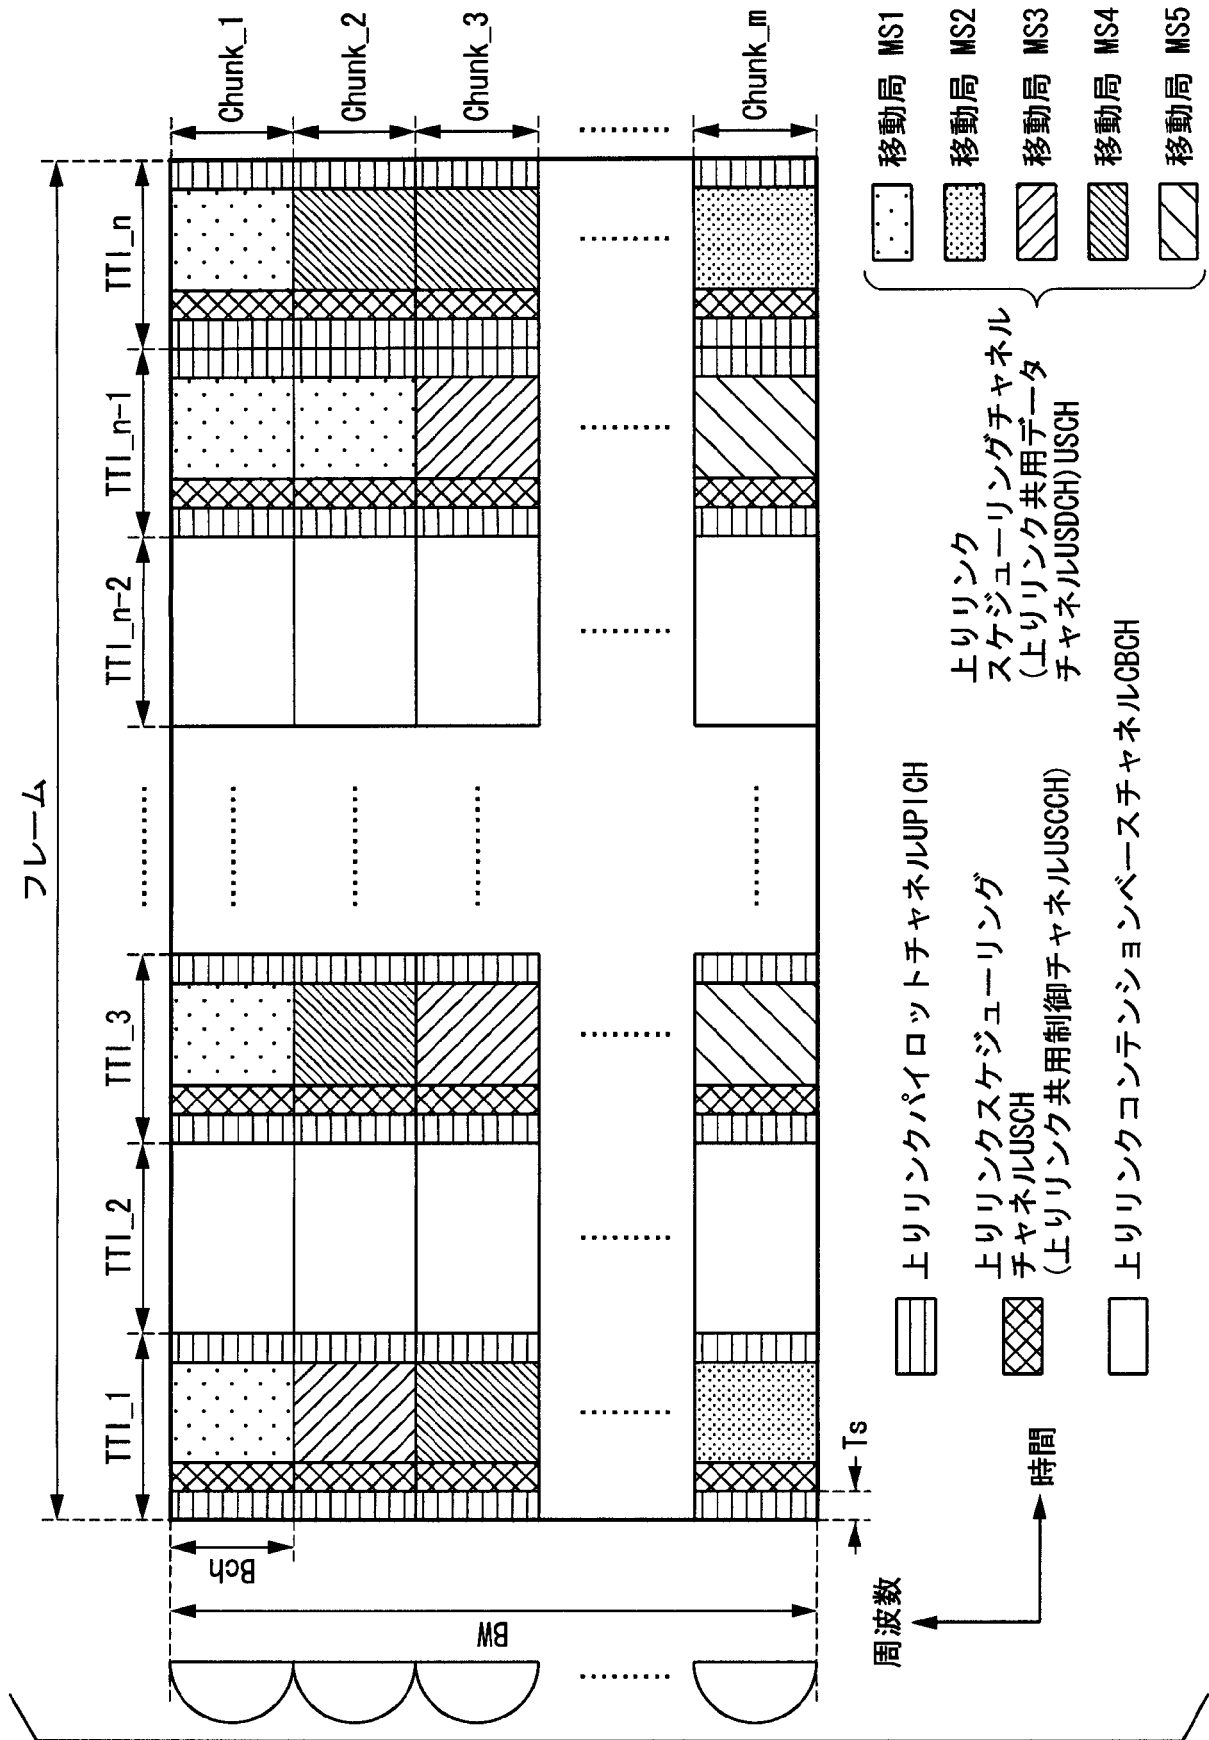 フレーム
TTI_1
TTI_2
TTI_3
TTI_n-2
TTI_n-1
TTI_n
Chunk_1
Chunk_2
Chunk_3
Chunk_m
Bch
BW
Ts
周波数
時間
上りリンクパイロットチャネルUPICH
上りリンクスケジューリング
チャネルUSCH
(上りリンク共用制御チャネルUSCCH)
上りリンクコンテンションベースチャネルCBCH
上りリンク
スケジューリングチャネル
(上りリンク共用データ
チャネルUSDCH)USCH
移動局 MS1
移動局 MS2
移動局 MS3
移動局 MS4
移動局 MS5